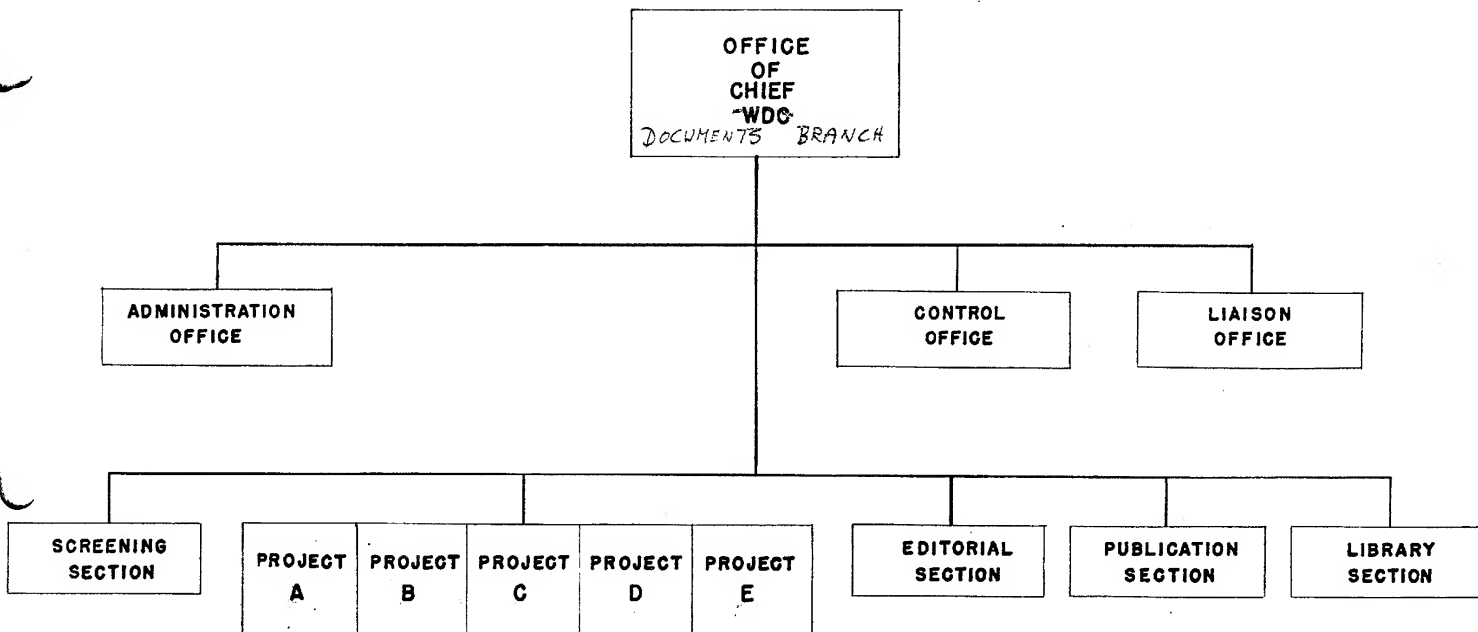 OFFICE
OF
CHIEF
WDC
DOCUMENTS BRANCH
ADMINISTRATION
OFFICE
CONTROL
OFFICE
LIAISON
OFFICE
SCREENING
SECTION
PROJECT
A
PROJECT
B
PROJECT
C
PROJECT
D
PROJECT
E
EDITORIAL
SECTION
PUBLICATION
SECTION
LIBRARY
SECTION